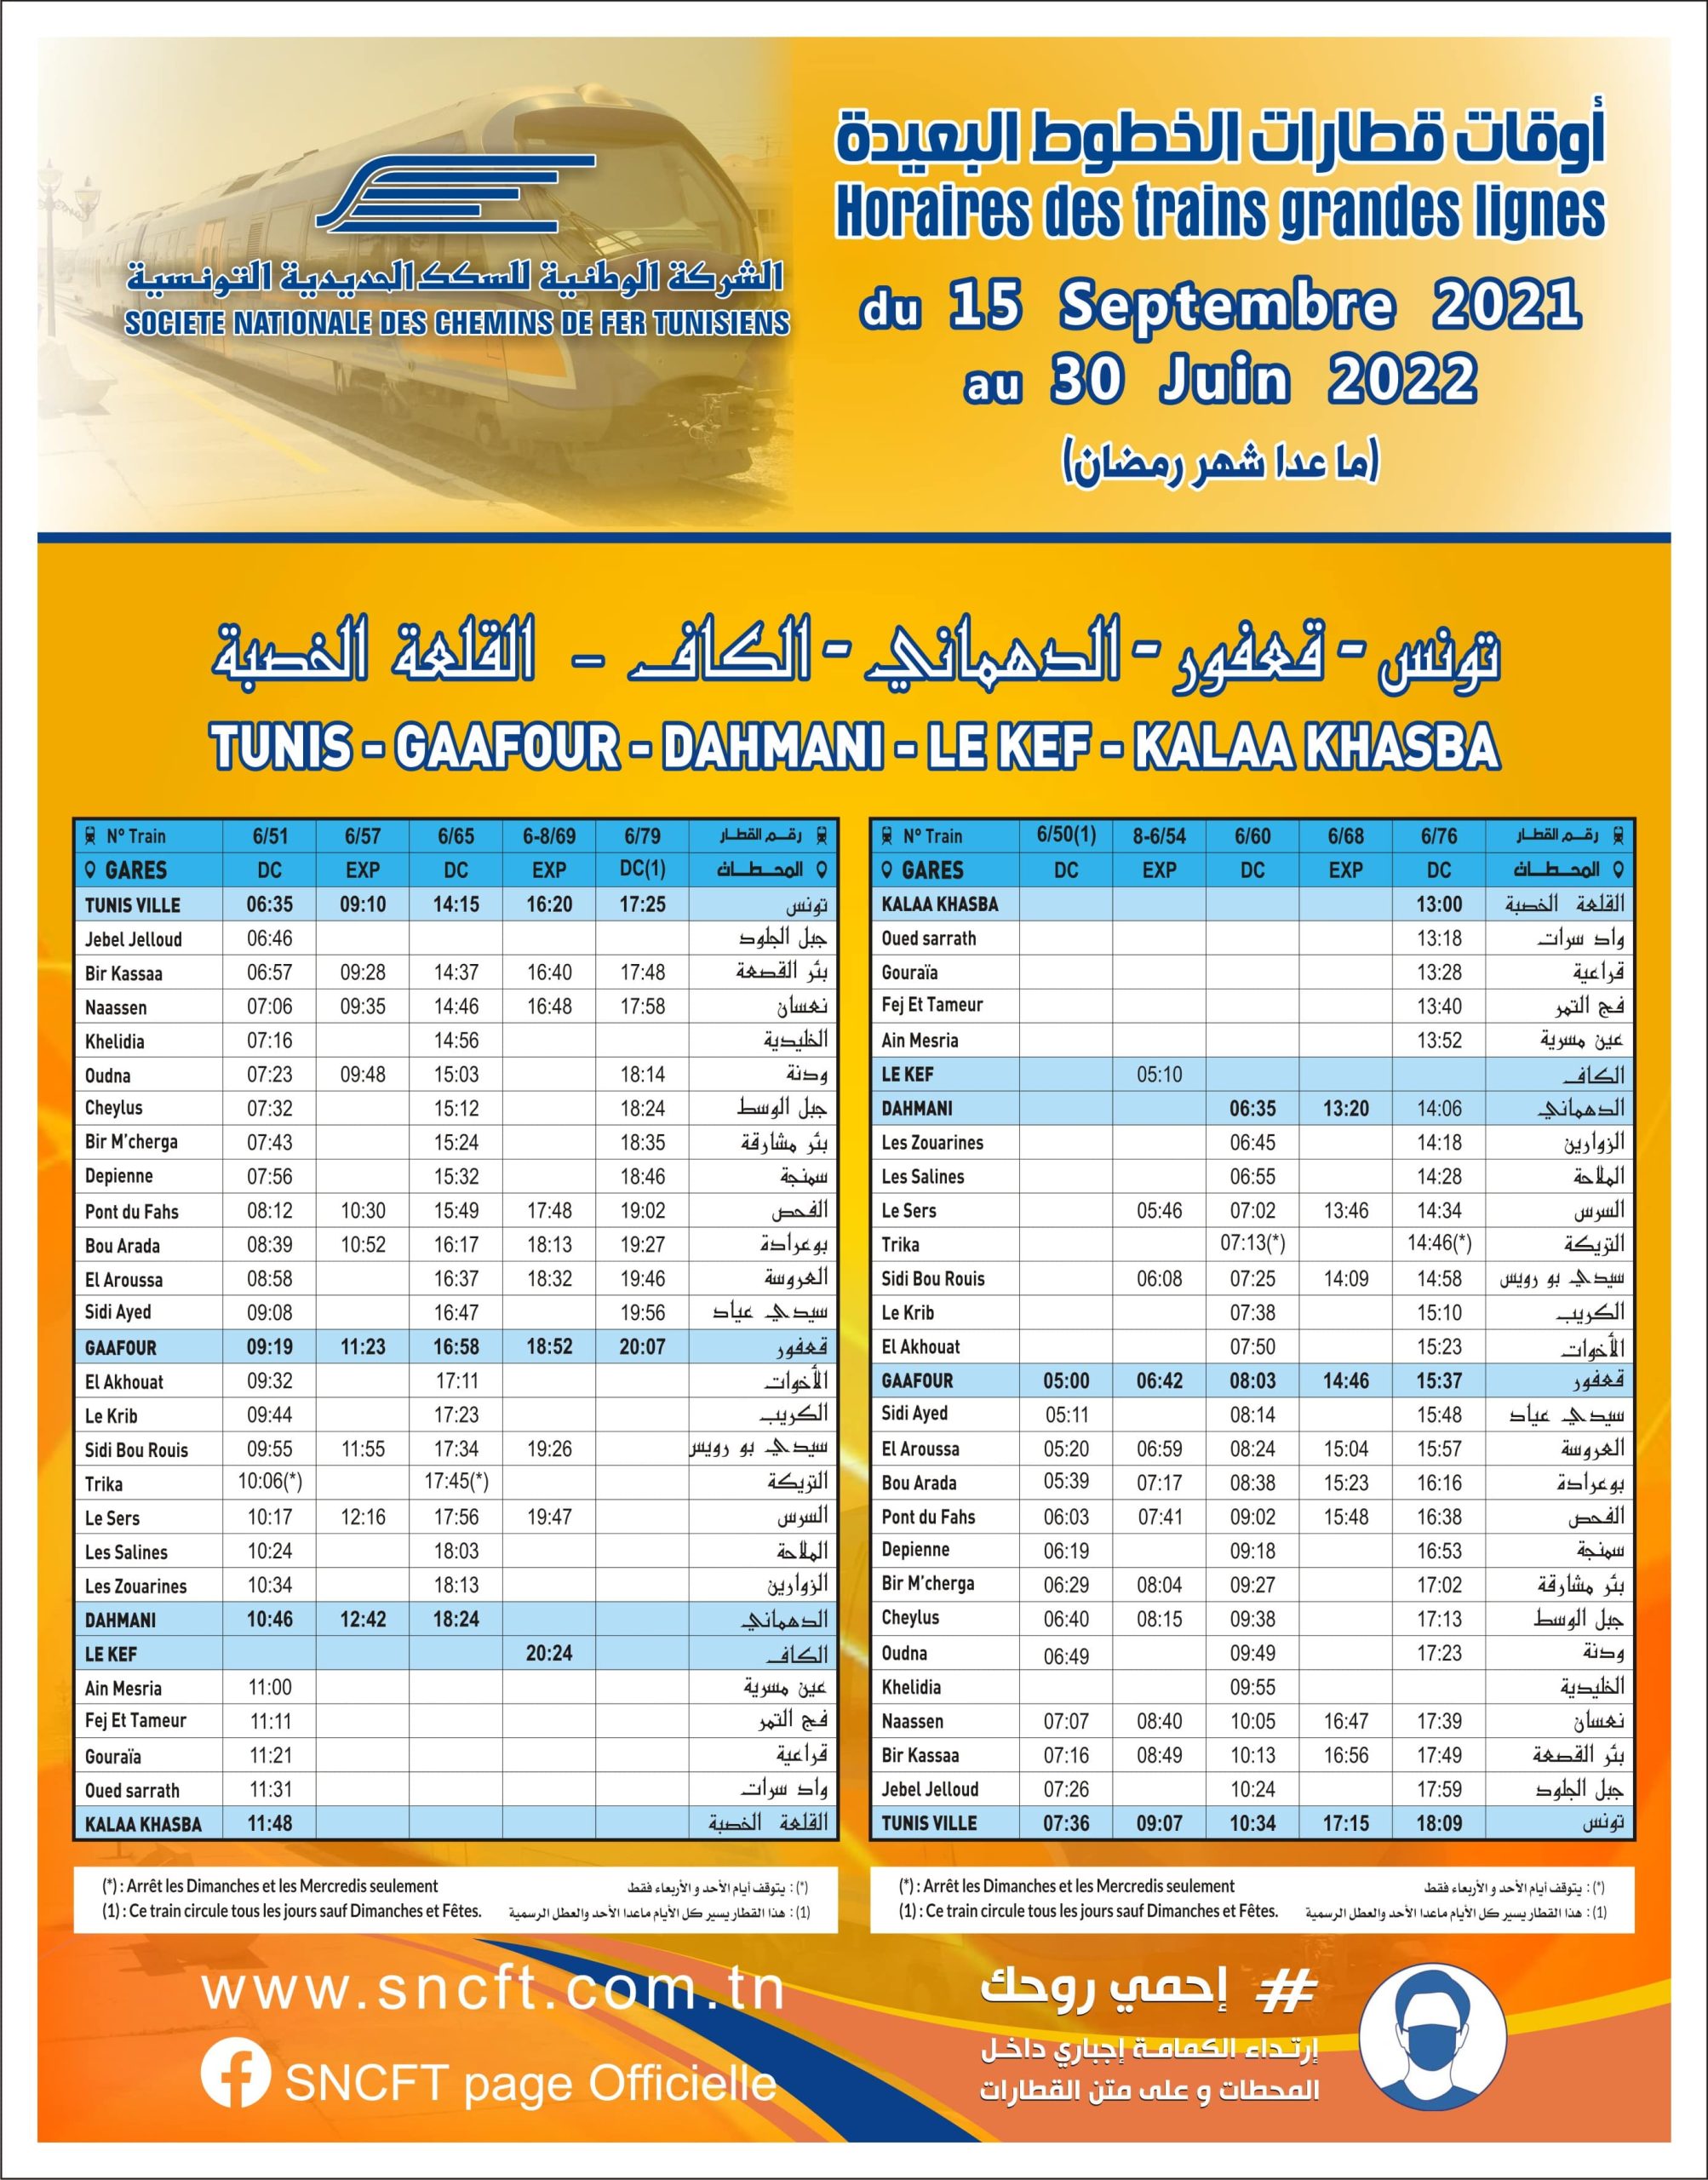 أوقات قطارات الخطوط البعيدة
Horaires des trains grandes lignes
الشركة الوطنية للسكك الحديدية التونسية
SOCIETE NATIONALE DES CHEMINS DE FER TUNISIENS
du 15 Septembre 2021
au 30 Juin 2022
(ما عدا شهر رمضان)
تونس - قعفور - الدهماني - الكاف - القلعة الخصبة
TUNIS - GAAFOUR - DAHMANI - LE KEF - KALAA KHASBA
N° Train 6/51 6/57 6/65 6-8/69 6/79 رقم القطار
GARES DC EXP DC EXP DC(1) المحطات
TUNIS VILLE 06:35 09:10 14:15 16:20 17:25 تونس
Jebel Jelloud 06:46 جبل الجلود
Bir Kassaa 06:57 09:28 14:37 16:40 17:48 بئر القصعة
Naassen 07:06 09:35 14:46 16:48 17:58 نعسان
Khelidia 07:16 14:56 الخليدية
Oudna 07:23 09:48 15:03 18:14 ودنة
Cheylus 07:32 15:12 18:24 جبل الوسط
Bir M'cherga 07:43 15:24 18:35 بئر مشارقة
Depienne 07:56 15:32 18:46 سمنجة
Pont du Fahs 08:12 10:30 15:49 17:48 19:02 الفحص
Bou Arada 08:39 10:52 16:17 18:13 19:27 بوعرادة
El Aroussa 08:58 16:37 18:32 19:46 العروسة
Sidi Ayed 09:08 16:47 19:56 سيدي عياد
GAAFOUR 09:19 11:23 16:58 18:52 20:07 قعفور
El Akhouat 09:32 17:11 الأخوات
Le Krib 09:44 17:23 الكريب
Sidi Bou Rouis 09:55 11:55 17:34 19:26 سيدي بو رويس
Trika 10:06(*) 17:45(*) التريكة
Le Sers 10:17 12:16 17:56 19:47 السرس
Les Salines 10:24 18:03 الملاحة
Les Zouarines 10:34 18:13 الزوارين
DAHMANI 10:46 12:42 18:24 الدهماني
LE KEF 20:24 الكاف
Ain Mesria 11:00 عين مسرية
Fej Et Tameur 11:11 فج التمر
Gouraïa 11:21 قراعية
Oued sarrath 11:31 واد سرات
KALAA KHASBA 11:48 القلعة الخصبة
(*) : Arrêt les Dimanches et les Mercredis seulement (*) : يتوقف أيام الأحد و الأربعاء فقط
(1) : Ce train circule tous les jours sauf Dimanches et Fêtes. (1) : هذا القطار يسير كل الأيام ماعدا الأحد والعطل الرسمية
N° Train 6/50(1) 8-6/54 6/60 6/68 6/76 رقم القطار
GARES DC EXP DC EXP DC المحطات
KALAA KHASBA 13:00 القلعة الخصبة
Oued sarrath 13:18 واد سرات
Gouraïa 13:28 قراعية
Fej Et Tameur 13:40 فج التمر
Ain Mesria 13:52 عين مسرية
LE KEF 05:10 الكاف
DAHMANI 06:35 13:20 14:06 الدهماني
Les Zouarines 06:45 14:18 الزوارين
Les Salines 06:55 14:28 الملاحة
Le Sers 05:46 07:02 13:46 14:34 السرس
Trika 07:13(*) 14:46(*) التريكة
Sidi Bou Rouis 06:08 07:25 14:09 14:58 سيدي بو رويس
Le Krib 07:38 15:10 الكريب
El Akhouat 07:50 15:23 الأخوات
GAAFOUR 05:00 06:42 08:03 14:46 15:37 قعفور
Sidi Ayed 05:11 08:14 15:48 سيدي عياد
El Aroussa 05:20 06:59 08:24 15:04 15:57 العروسة
Bou Arada 05:39 07:17 08:38 15:23 16:16 بوعرادة
Pont du Fahs 06:03 07:41 09:02 15:48 16:38 الفحص
Depienne 06:19 09:18 16:53 سمنجة
Bir M'cherga 06:29 08:04 09:27 17:02 بئر مشارقة
Cheylus 06:40 08:15 09:38 17:13 جبل الوسط
Oudna 06:49 09:49 17:23 ودنة
Khelidia 09:55 الخليدية
Naassen 07:07 08:40 10:05 16:47 17:39 نعسان
Bir Kassaa 07:16 08:49 10:13 16:56 17:49 بئر القصعة
Jebel Jelloud 07:26 10:24 17:59 جبل الجلود
TUNIS VILLE 07:36 09:07 10:34 17:15 18:09 تونس
(*) : Arrêt les Dimanches et les Mercredis seulement (*) : يتوقف أيام الأحد و الأربعاء فقط
(1) : Ce train circule tous les jours sauf Dimanches et Fêtes. (1) : هذا القطار يسير كل الأيام ماعدا الأحد والعطل الرسمية
www.sncft.com.tn
SNCFT page Officielle
# إحمي روحك
إرتداء الكمامة إجباري داخل
المحطات و على متن القطارات